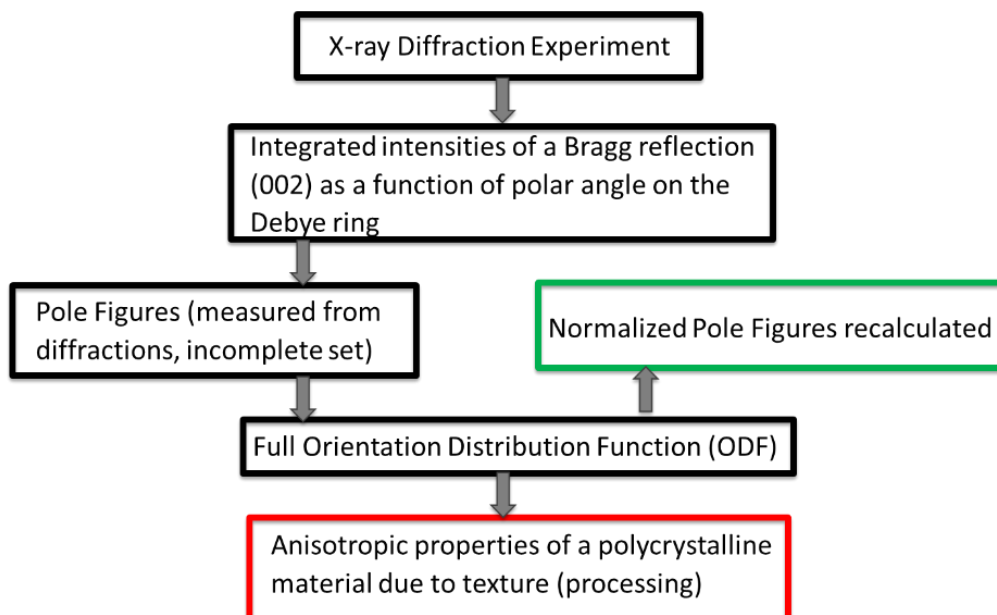 X-ray Diffraction Experiment
Integrated intensities of a Bragg reflection
(002) as a function of polar angle on the
Debye ring
Pole Figures (measured from
diffractions, incomplete set)
Normalized Pole Figures recalculated
Full Orientation Distribution Function (ODF)
Anisotropic properties of a polycrystalline
material due to texture (processing)